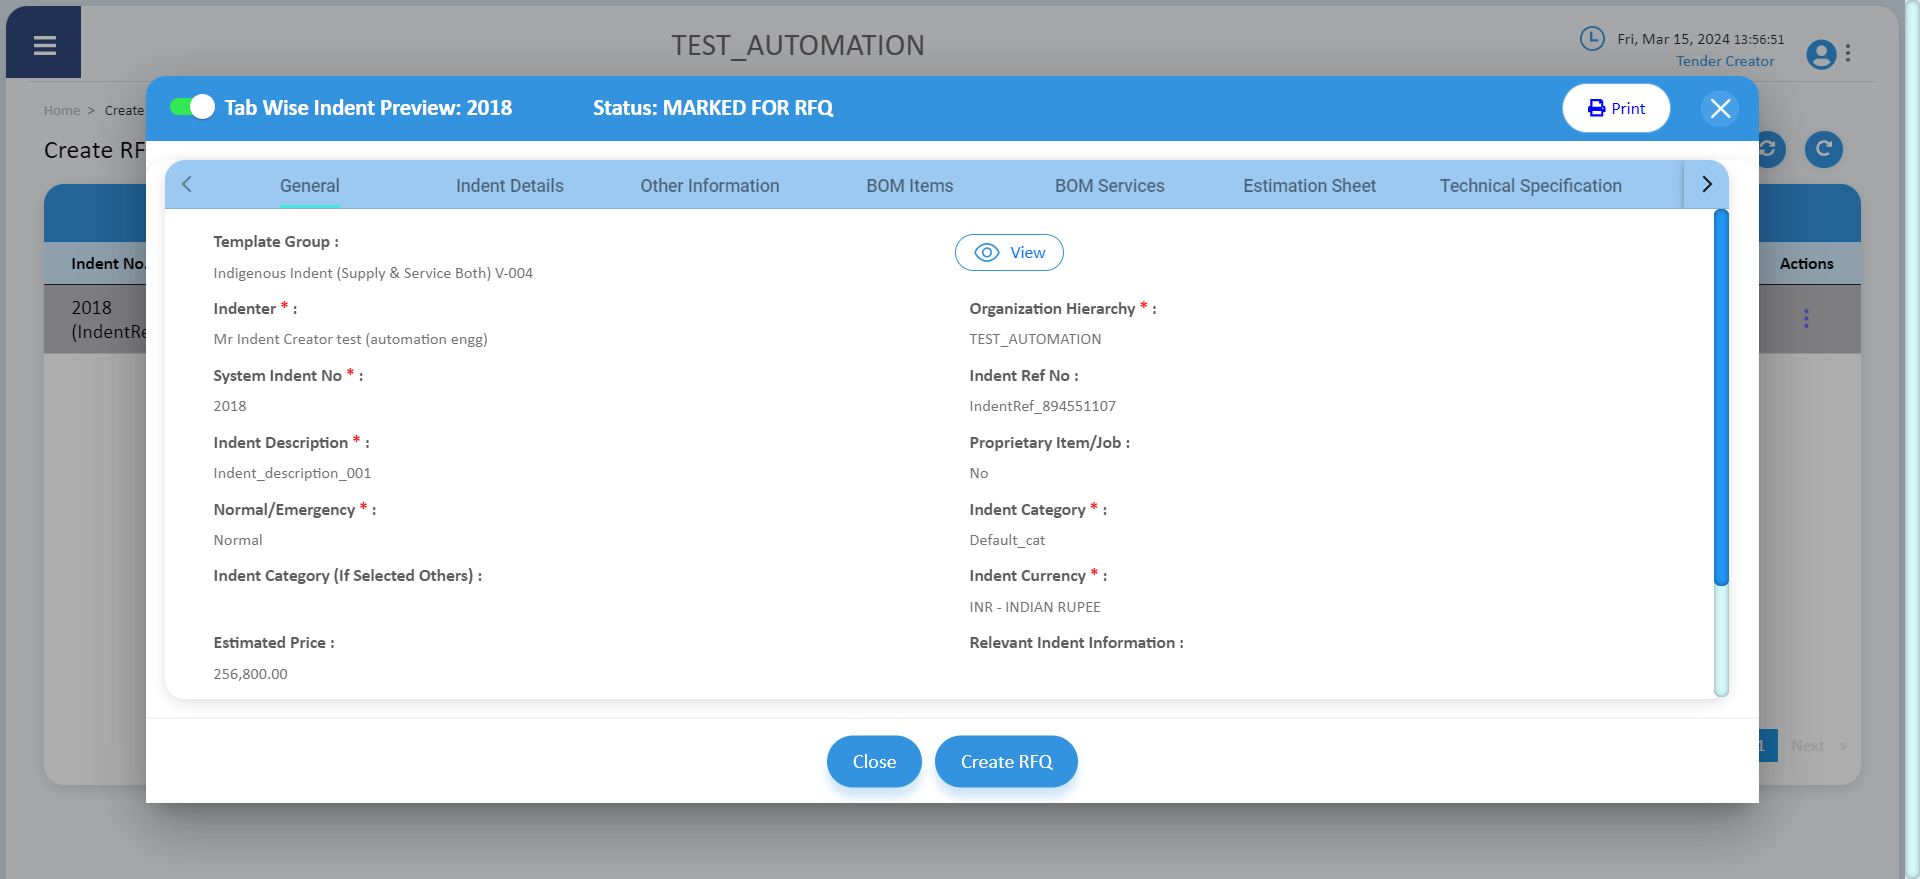 TEST_AUTOMATION
Fri, Mar 15, 2024 13:56:51
Tender Creator
Home > Create
Create RF
Tab Wise Indent Preview: 2018
Status: MARKED FOR RFQ
Print
General
Indent Details
Other Information
BOM Items
BOM Services
Estimation Sheet
Technical Specification
Indent No.
Actions
2018
(IndentRe
Template Group :
Indigenous Indent (Supply & Service Both) V-004
View
Indenter * :
Mr Indent Creator test (automation engg)
Organization Hierarchy * :
TEST_AUTOMATION
System Indent No * :
2018
Indent Ref No :
IndentRef_894551107
Indent Description * :
Indent_description_001
Proprietary Item/Job :
No
Normal/Emergency * :
Normal
Indent Category * :
Default_cat
Indent Category (If Selected Others) :
Indent Currency * :
INR - INDIAN RUPEE
Estimated Price :
256,800.00
Relevant Indent Information :
1 Next »
Close
Create RFQ